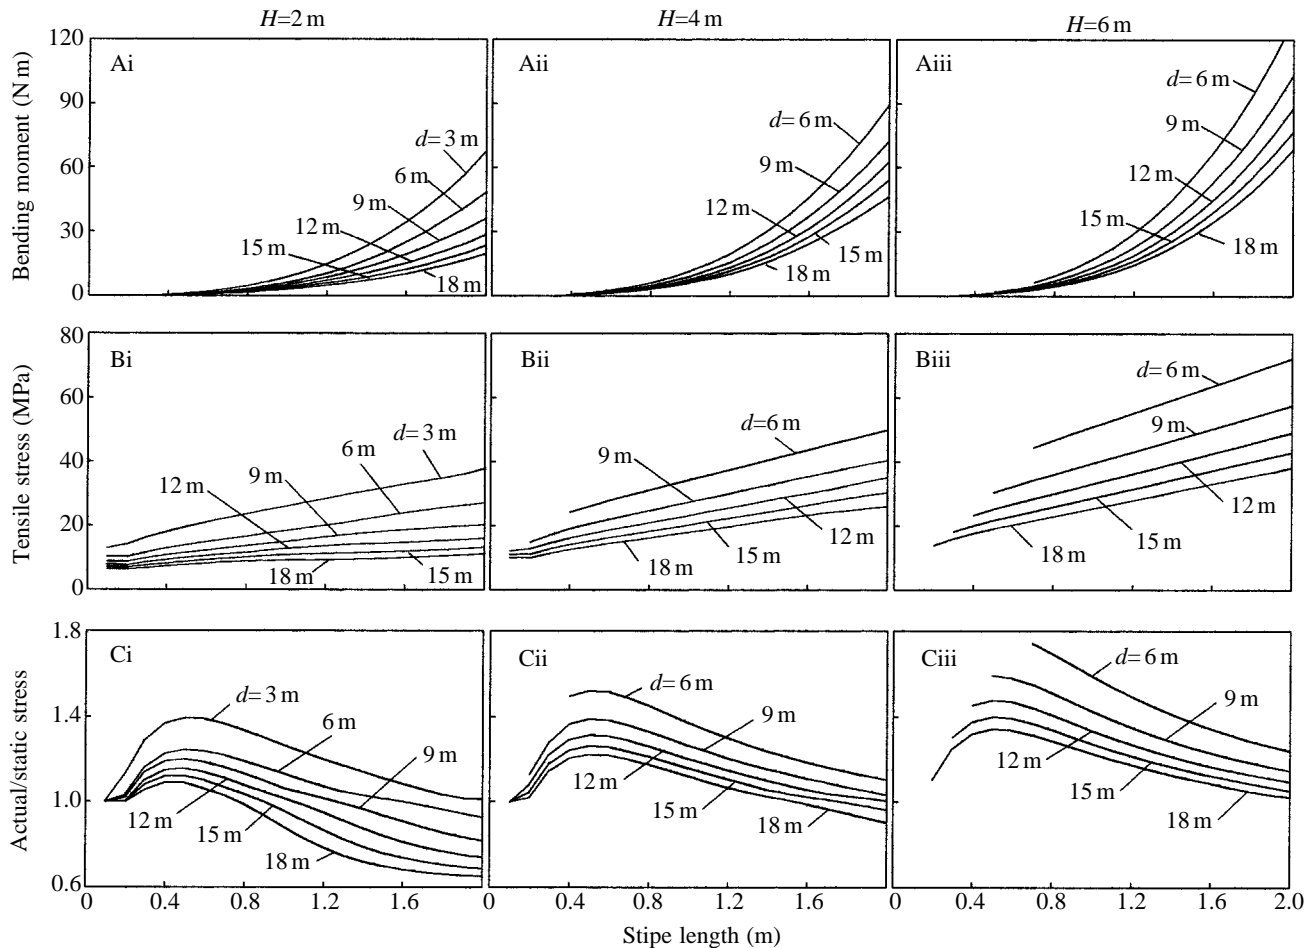 H=2 m
H=4 m
H=6 m
Bending moment (N m)
120
90
60
30
0
Ai
d=3 m
6 m
9 m
12 m
15 m
18 m
Aii
d=6 m
9 m
12 m
15 m
18 m
Aiii
d=6 m
9 m
12 m
15 m
18 m
Tensile stress (MPa)
80
60
40
20
0
Bi
d=3 m
6 m
9 m
12 m
15 m
18 m
Bii
d=6 m
9 m
12 m
15 m
18 m
Biii
d=6 m
9 m
12 m
15 m
18 m
Actual/static stress
1.8
1.4
1.0
0.6
Ci
d=3 m
6 m
9 m
12 m
15 m
18 m
Cii
d=6 m
9 m
12 m
15 m
18 m
Ciii
d=6 m
9 m
12 m
15 m
18 m
0 0.4 0.8 1.2 1.6 0 0.4 0.8 1.2 1.6 0 0.4 0.8 1.2 1.6 2.0
Stipe length (m)